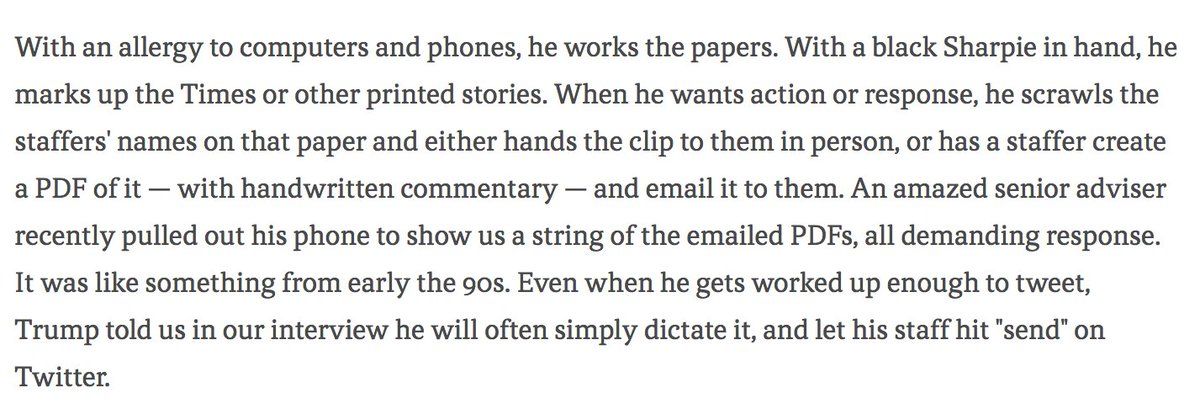 With an allergy to computers and phones, he works the papers. With a black Sharpie in hand, he
marks up the Times or other printed stories. When he wants action or response, he scrawls the
staffers' names on that paper and either hands the clip to them in person, or has a staffer create
a PDF of it — with handwritten commentary — and email it to them. An amazed senior adviser
recently pulled out his phone to show us a string of the emailed PDFs, all demanding response.
It was like something from early the 90s. Even when he gets worked up enough to tweet,
Trump told us in our interview he will often simply dictate it, and let his staff hit "send" on
Twitter.